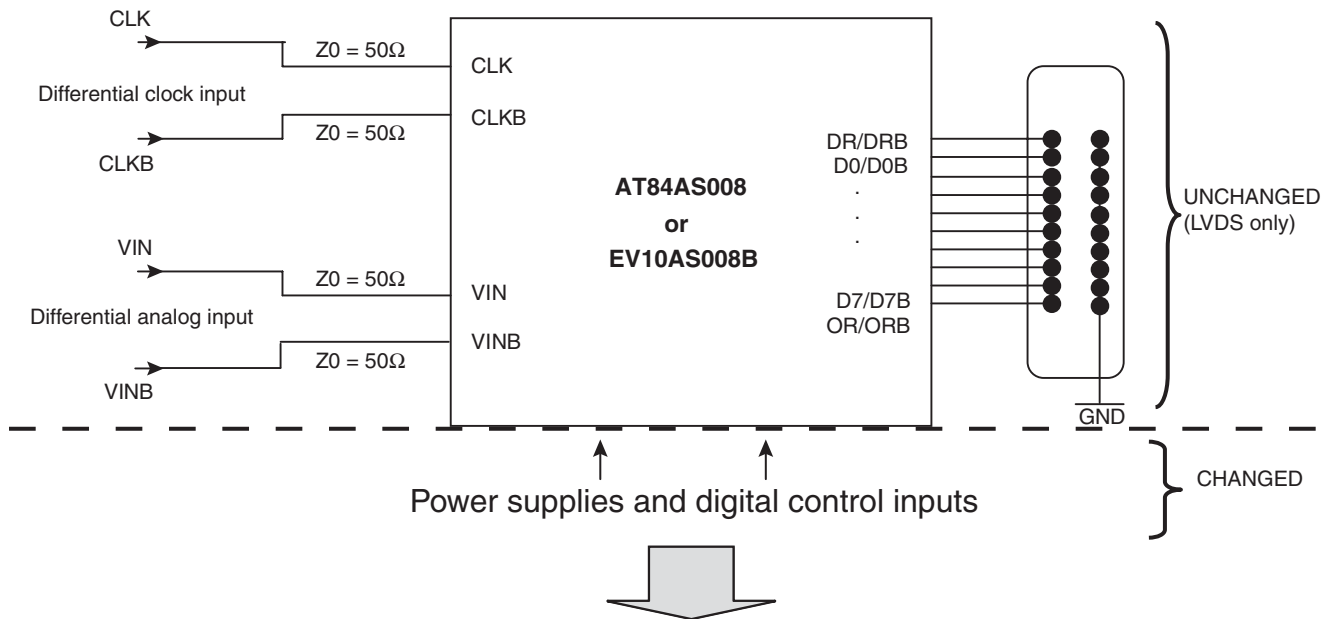 CLK
Z0 = 50Ω
CLK
Differential clock input
CLKB
Z0 = 50Ω
CLKB
DR/DRB
D0/D0B
.
.
.
AT84AS008
or
EV10AS008B
UNCHANGED
(LVDS only)
VIN
Z0 = 50Ω
VIN
Differential analog input
VINB
Z0 = 50Ω
VINB
D7/D7B
OR/ORB
GND
Power supplies and digital control inputs
CHANGED